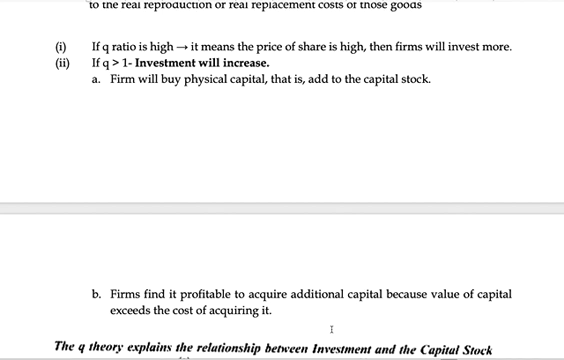 to the real reproduction or real replacement costs of those goods
(i) If q ratio is high → it means the price of share is high, then firms will invest more.
(ii) If q > 1- Investment will increase.
a. Firm will buy physical capital, that is, add to the capital stock.
b. Firms find it profitable to acquire additional capital because value of capital
exceeds the cost of acquiring it.
The q theory explains the relationship between Investment and the Capital Stock